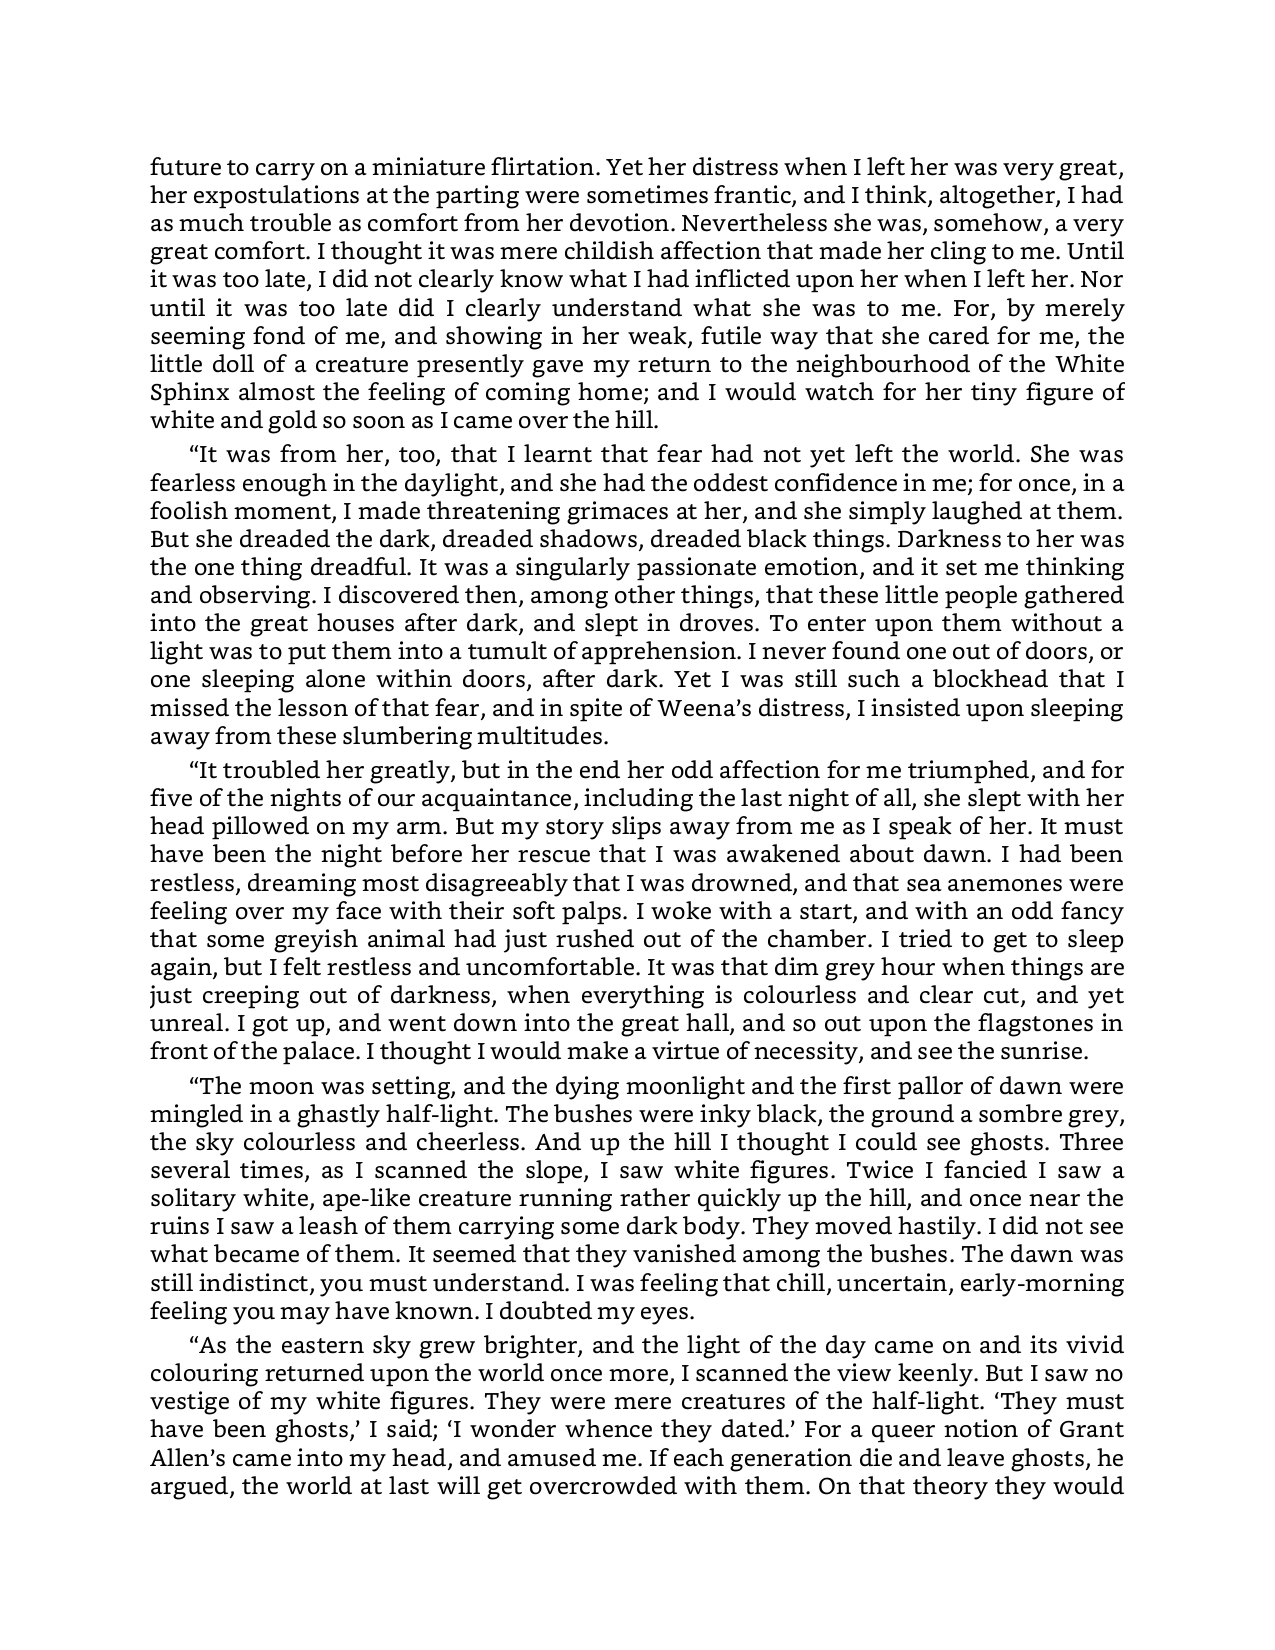 future to carry on a miniature flirtation. Yet her distress when I left her was very great,
her expostulations at the parting were sometimes frantic, and I think, altogether, I had
as much trouble as comfort from her devotion. Nevertheless she was, somehow, a very
great comfort. I thought it was mere childish affection that made her cling to me. Until
it was too late, I did not clearly know what I had inflicted upon her when I left her. Nor
until it was too late did I clearly understand what she was to me. For, by merely
seeming fond of me, and showing in her weak, futile way that she cared for me, the
little doll of a creature presently gave my return to the neighbourhood of the White
Sphinx almost the feeling of coming home; and I would watch for her tiny figure of
white and gold so soon as I came over the hill.
“It was from her, too, that I learnt that fear had not yet left the world. She was
fearless enough in the daylight, and she had the oddest confidence in me; for once, in a
foolish moment, I made threatening grimaces at her, and she simply laughed at them.
But she dreaded the dark, dreaded shadows, dreaded black things. Darkness to her was
the one thing dreadful. It was a singularly passionate emotion, and it set me thinking
and observing. I discovered then, among other things, that these little people gathered
into the great houses after dark, and slept in droves. To enter upon them without a
light was to put them into a tumult of apprehension. I never found one out of doors, or
one sleeping alone within doors, after dark. Yet I was still such a blockhead that I
missed the lesson of that fear, and in spite of Weena’s distress, I insisted upon sleeping
away from these slumbering multitudes.
“It troubled her greatly, but in the end her odd affection for me triumphed, and for
five of the nights of our acquaintance, including the last night of all, she slept with her
head pillowed on my arm. But my story slips away from me as I speak of her. It must
have been the night before her rescue that I was awakened about dawn. I had been
restless, dreaming most disagreeably that I was drowned, and that sea anemones were
feeling over my face with their soft palps. I woke with a start, and with an odd fancy
that some greyish animal had just rushed out of the chamber. I tried to get to sleep
again, but I felt restless and uncomfortable. It was that dim grey hour when things are
just creeping out of darkness, when everything is colourless and clear cut, and yet
unreal. I got up, and went down into the great hall, and so out upon the flagstones in
front of the palace. I thought I would make a virtue of necessity, and see the sunrise.
“The moon was setting, and the dying moonlight and the first pallor of dawn were
mingled in a ghastly half-light. The bushes were inky black, the ground a sombre grey,
the sky colourless and cheerless. And up the hill I thought I could see ghosts. Three
several times, as I scanned the slope, I saw white figures. Twice I fancied I saw a
solitary white, ape-like creature running rather quickly up the hill, and once near the
ruins I saw a leash of them carrying some dark body. They moved hastily. I did not see
what became of them. It seemed that they vanished among the bushes. The dawn was
still indistinct, you must understand. I was feeling that chill, uncertain, early-morning
feeling you may have known. I doubted my eyes.
“As the eastern sky grew brighter, and the light of the day came on and its vivid
colouring returned upon the world once more, I scanned the view keenly. But I saw no
vestige of my white figures. They were mere creatures of the half-light. ‘They must
have been ghosts,’ I said; ‘I wonder whence they dated.’ For a queer notion of Grant
Allen’s came into my head, and amused me. If each generation die and leave ghosts, he
argued, the world at last will get overcrowded with them. On that theory they would